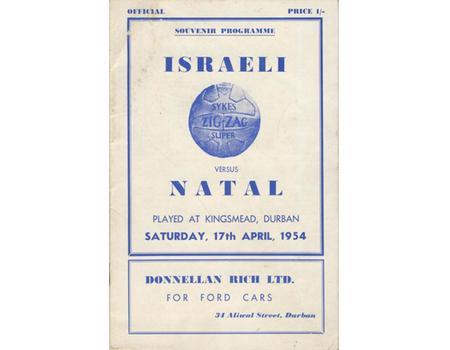 OFFICIAL PRICE 1/-
SOUVENIR PROGRAMME
ISRAELI
SYKES
ZIG-ZAG
SUPER
VERSUS
NATAL
PLAYED AT KINGSMEAD, DURBAN
SATURDAY, 17th APRIL, 1954
DONNELLAN RICH LTD.
FOR FORD CARS
34 Aliwal Street, Durban